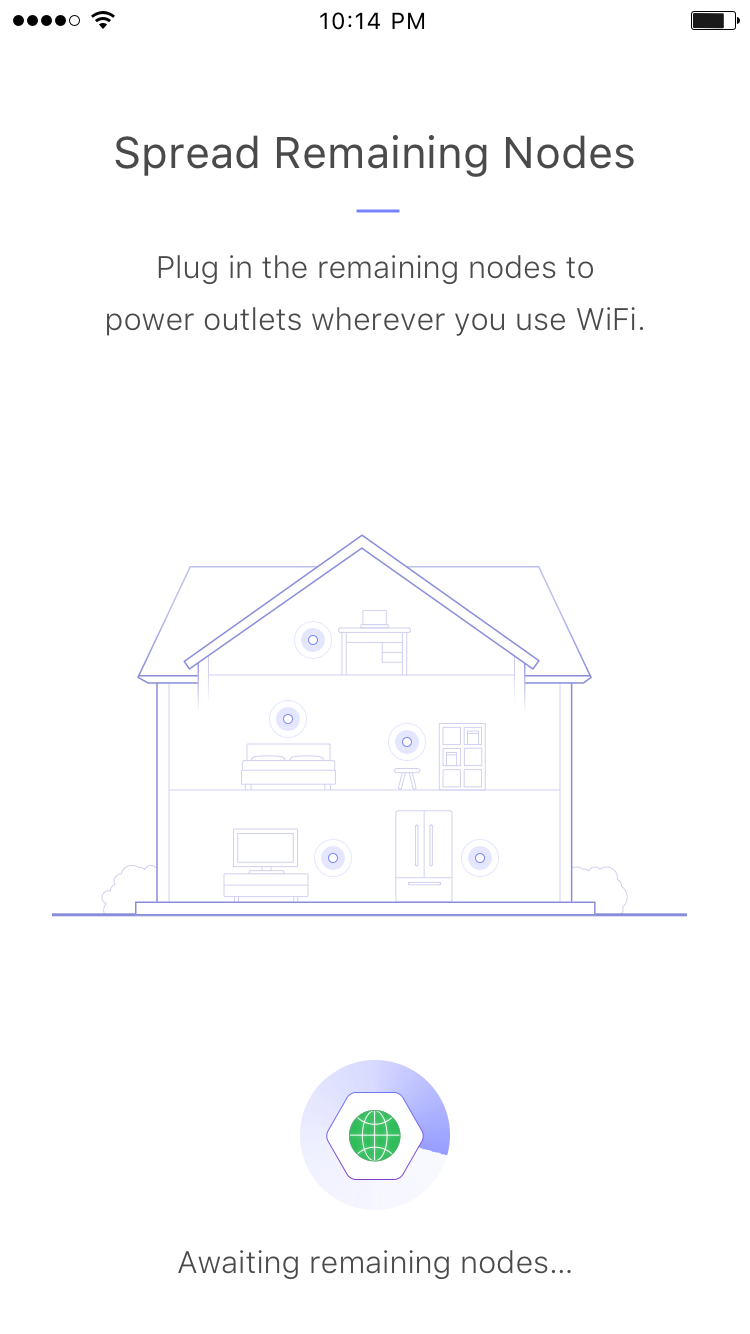 10:14 PM
Spread Remaining Nodes
Plug in the remaining nodes to
power outlets wherever you use WiFi.
Awaiting remaining nodes...